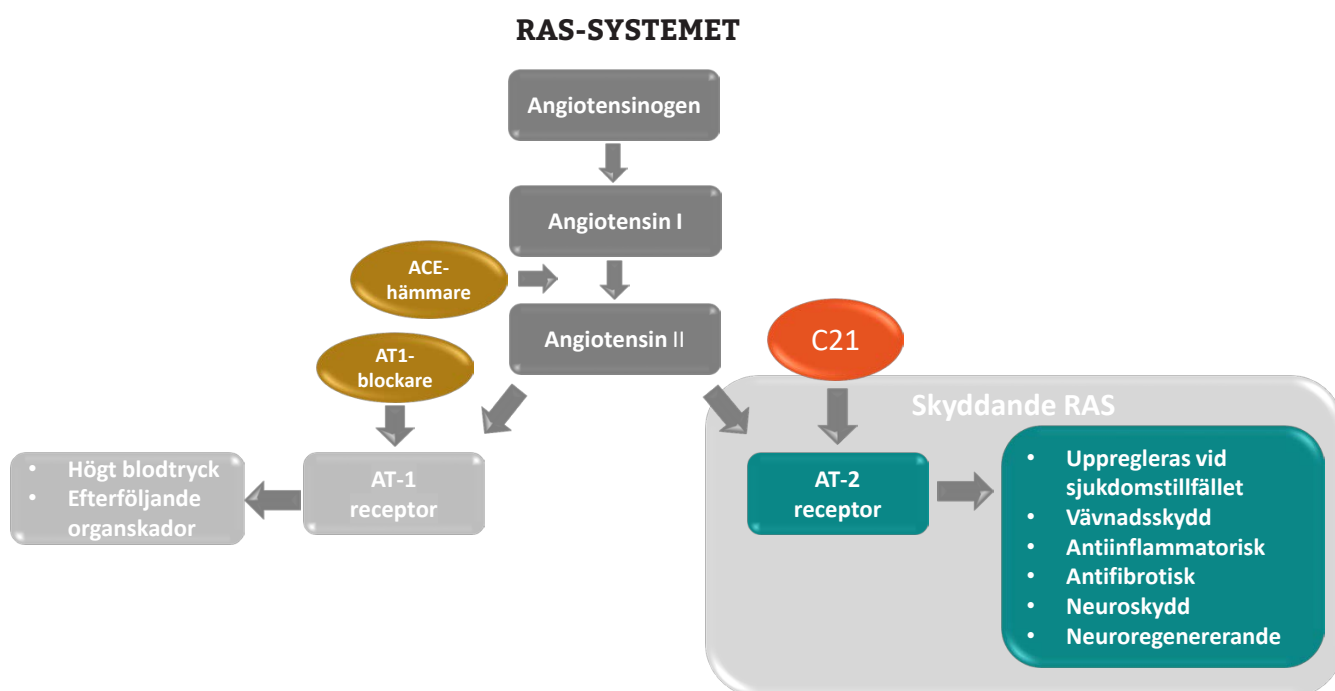 RAS-SYSTEMET
Angiotensinogen
Angiotensin I
ACE-
hämmare
Angiotensin II
AT1-
blockare
C21
Skyddande RAS
• Högt blodtryck
• Efterföljande
organskador
AT-1
receptor
AT-2
receptor
• Uppregleras vid
sjukdomstillfället
• Vävnadsskydd
• Antiinflammatorisk
• Antifibrotisk
• Neuroskydd
• Neuroregenererande